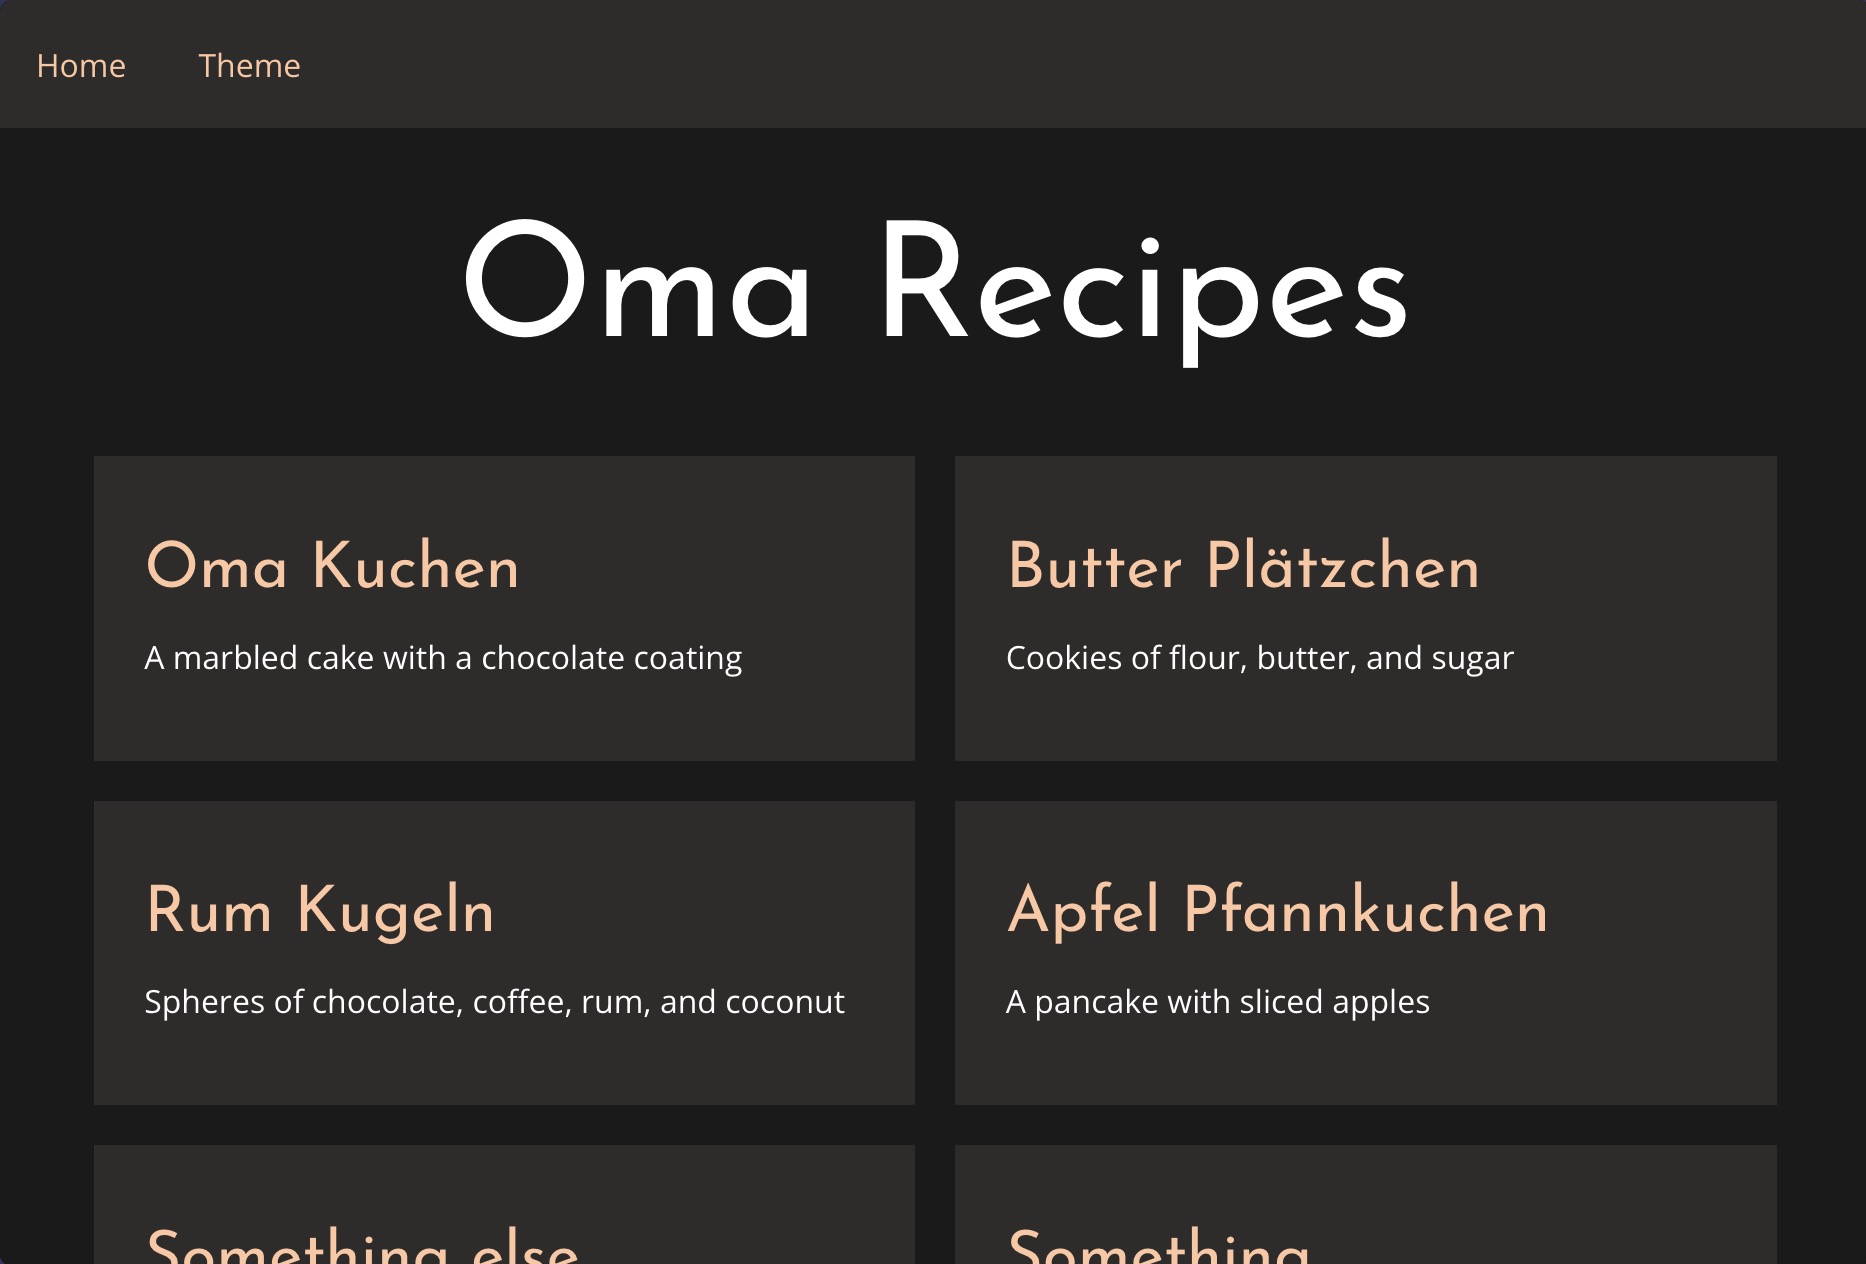 Home Theme
Oma Recipes
Oma Kuchen
A marbled cake with a chocolate coating
Butter Plätzchen
Cookies of flour, butter, and sugar
Rum Kugeln
Spheres of chocolate, coffee, rum, and coconut
Apfel Pfannkuchen
A pancake with sliced apples
Something else
Something